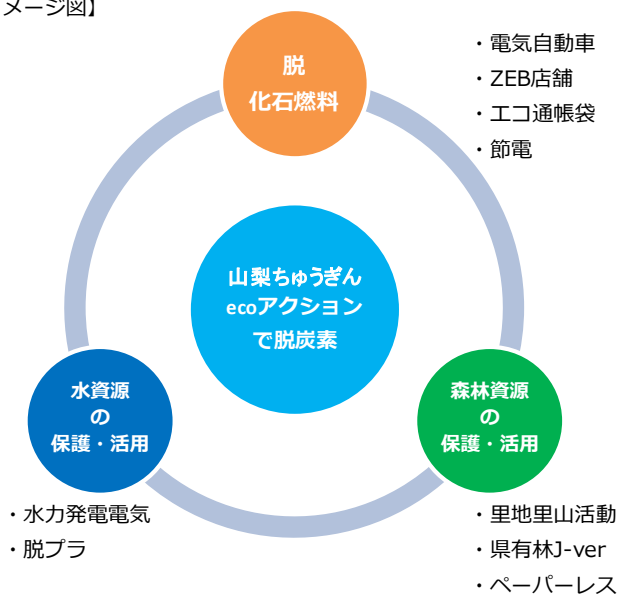 メージ図】
脱
化石燃料
・電気自動車
・ZEB店舗
・エコ通帳袋
・節電
山梨ちゅうぎん
ecoアクション
で脱炭素
水資源
の
保護・活用
・水力発電電気
・脱プラ
森林資源
の
保護・活用
・里地里山活動
・県有林J-ver
・ペーパーレス